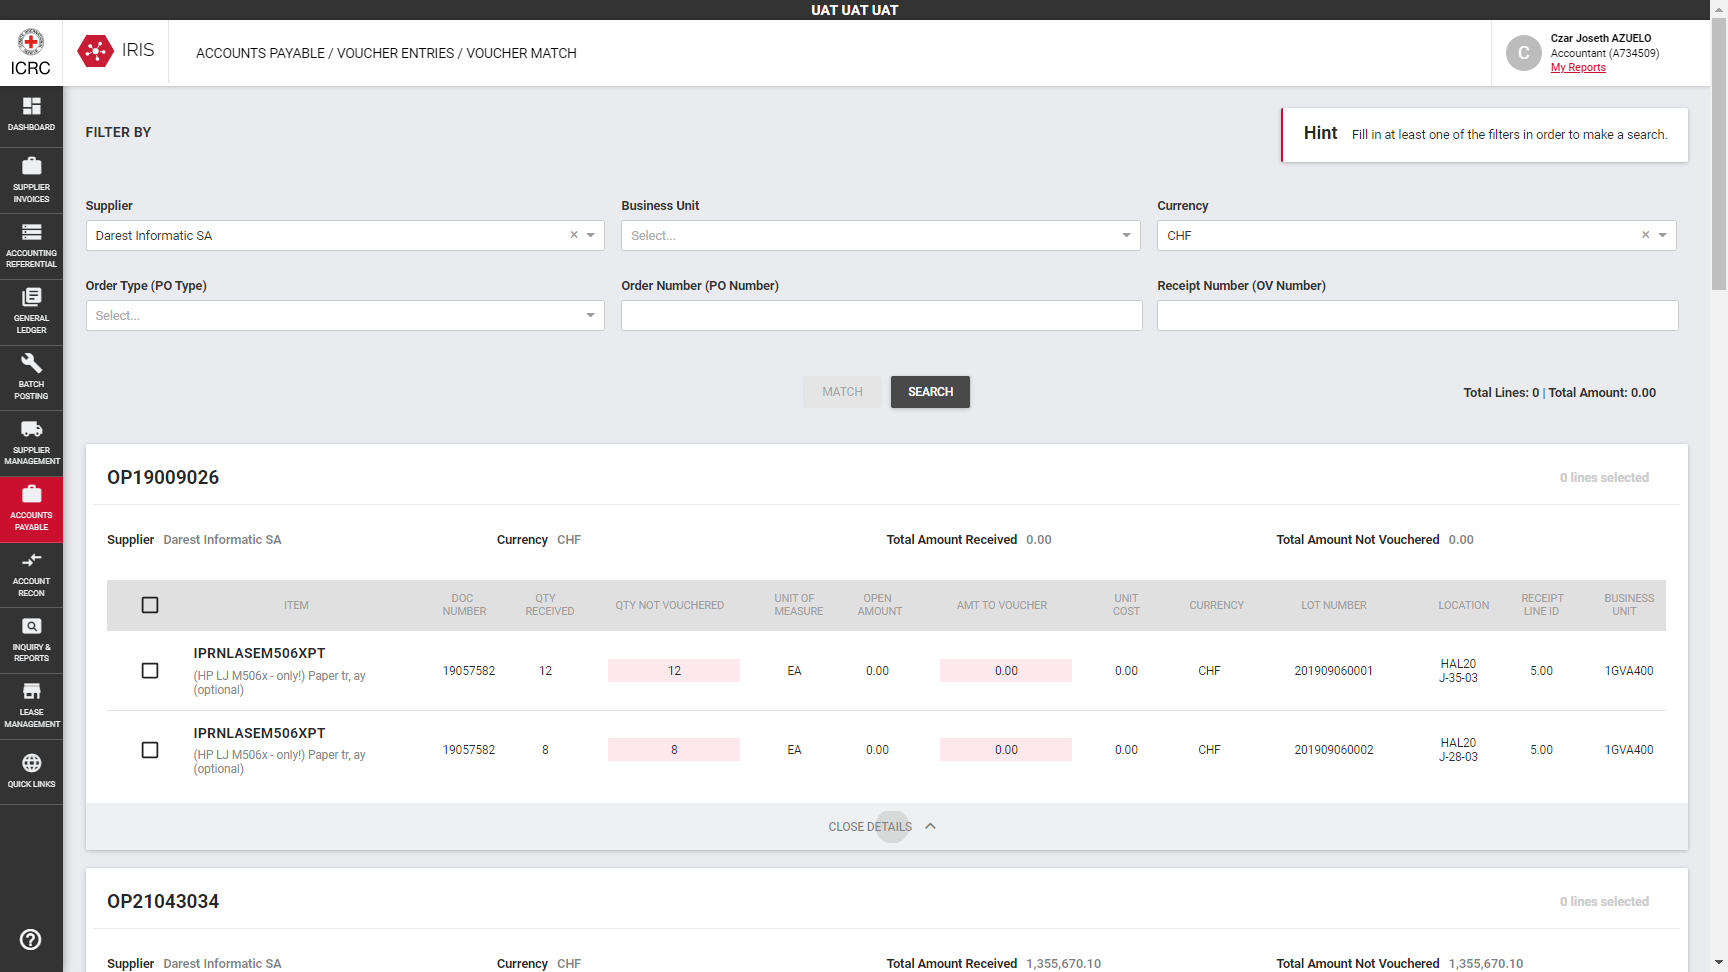 UAT UAT UAT
ICRC
IRIS
ACCOUNTS PAYABLE / VOUCHER ENTRIES / VOUCHER MATCH
C
Czar Joseth AZUELO
Accountant (A734509)
My Reports
DASHBOARD
SUPPLIER
INVOICES
ACCOUNTING
REFERENTIAL
GENERAL
LEDGER
BATCH
POSTING
SUPPLIER
MANAGEMENT
ACCOUNTS
PAYABLE
ACCOUNT
RECON
INQUIRY &
REPORTS
LEASE
MANAGEMENT
QUICK LINKS
FILTER BY
Hint Fill in at least one of the filters in order to make a search.
Supplier
Darest Informatic SA
Business Unit
Select...
Currency
CHF
Order Type (PO Type)
Select...
Order Number (PO Number)
Receipt Number (OV Number)
MATCH
SEARCH
Total Lines: 0 | Total Amount: 0.00
OP19009026
0 lines selected
Supplier Darest Informatic SA
Currency CHF
Total Amount Received 0.00
Total Amount Not Vouchered 0.00
ITEM
DOC
NUMBER
QTY
RECEIVED
QTY NOT VOUCHERED
UNIT OF
MEASURE
OPEN
AMOUNT
AMT TO VOUCHER
UNIT
COST
CURRENCY
LOT NUMBER
LOCATION
RECEIPT
LINE ID
BUSINESS
UNIT
IPRNLASEM506XPT
(HP LJ M506x - only!) Paper tr, ay
(optional)
19057582
12
12
EA
0.00
0.00
0.00
CHF
201909060001
HAL20
J-35-03
5.00
1GVA400
IPRNLASEM506XPT
(HP LJ M506x - only!) Paper tr, ay
(optional)
19057582
8
8
EA
0.00
0.00
0.00
CHF
201909060002
HAL20
J-28-03
5.00
1GVA400
CLOSE DETAILS
OP21043034
0 lines selected
Supplier Darest Informatic SA
Currency CHF
Total Amount Received 1,355,670.10
Total Amount Not Vouchered 1,355,670.10